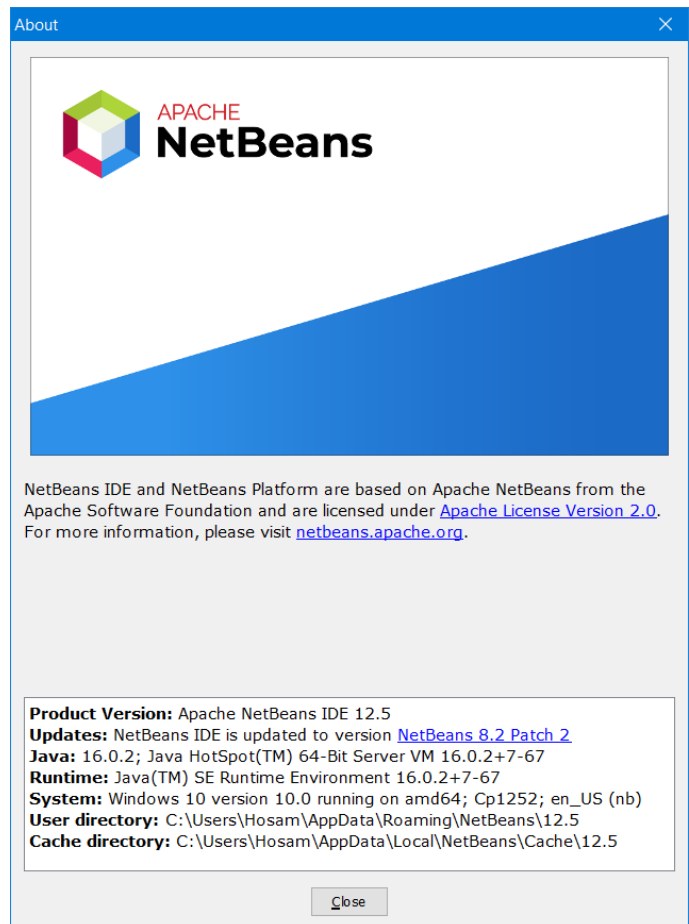 About
APACHE
NetBeans
NetBeans IDE and NetBeans Platform are based on Apache NetBeans from the
Apache Software Foundation and are licensed under Apache License Version 2.0.
For more information, please visit netbeans.apache.org.
Product Version: Apache NetBeans IDE 12.5
Updates: NetBeans IDE is updated to version NetBeans 8.2 Patch 2
Java: 16.0.2; Java HotSpot(TM) 64-Bit Server VM 16.0.2+7-67
Runtime: Java(TM) SE Runtime Environment 16.0.2+7-67
System: Windows 10 version 10.0 running on amd64; Cp1252; en_US (nb)
User directory: C:\Users\Hosam\AppData\Roaming\NetBeans\12.5
Cache directory: C:\Users\Hosam\AppData\Local\NetBeans\Cache\12.5
Close